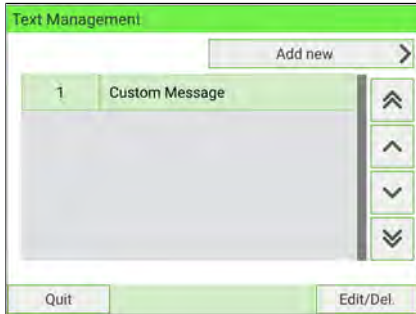 Text Management
Add new
1 Custom Message
Quit Edit/Del.